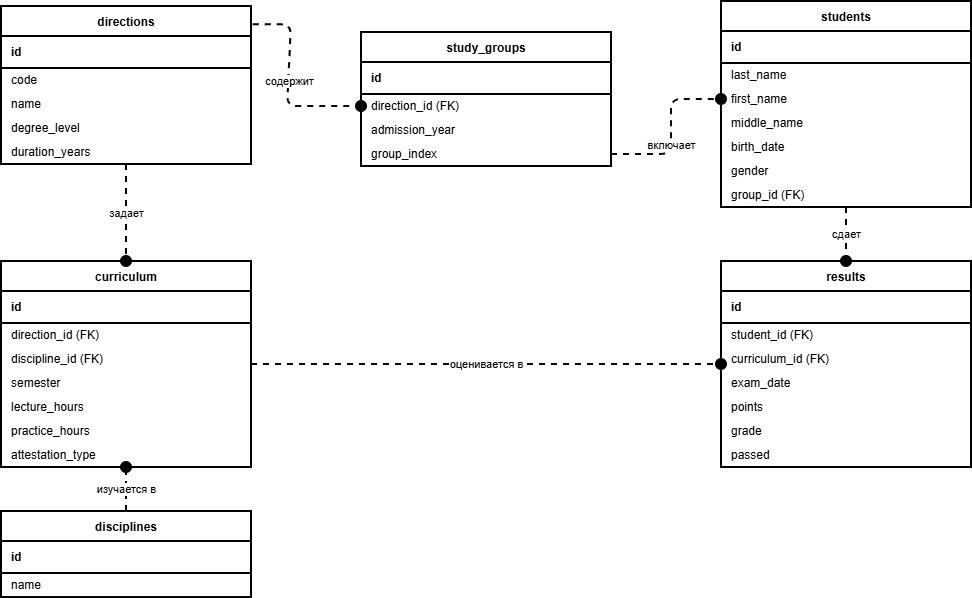 directions
id
code
name
degree_level
duration_years
содержит
study_groups
id
direction_id (FK)
admission_year
group_index
включает
students
id
last_name
first_name
middle_name
birth_date
gender
group_id (FK)
задает
сдает
curriculum
id
direction_id (FK)
discipline_id (FK)
semester
lecture_hours
practice_hours
attestation_type
оценивается в
results
id
student_id (FK)
curriculum_id (FK)
exam_date
points
grade
passed
изучается в
disciplines
id
name